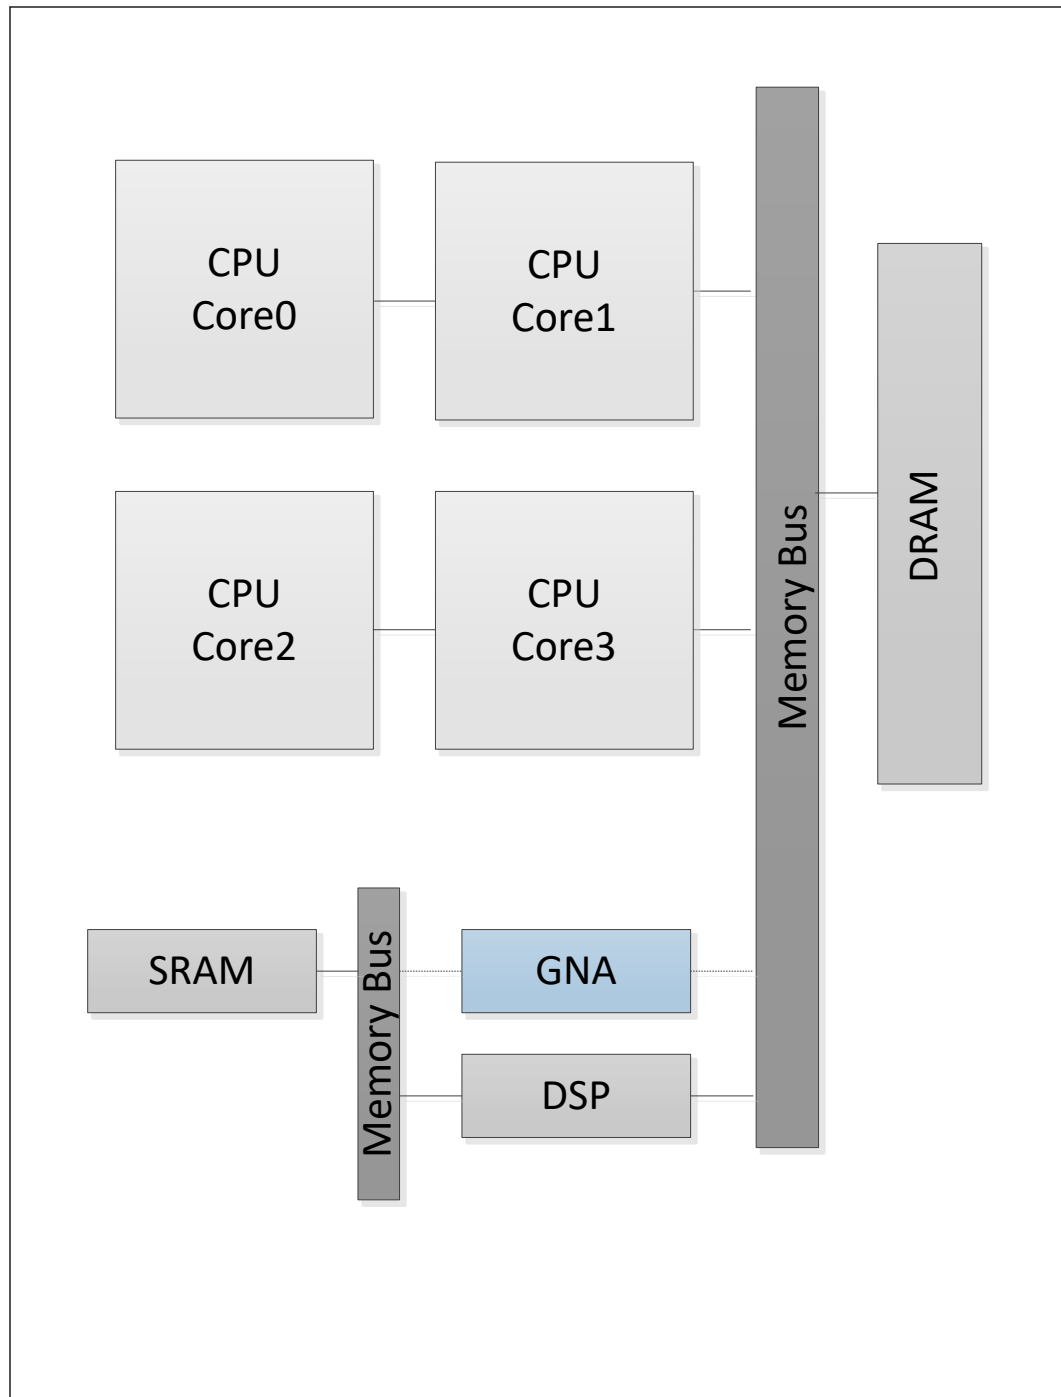 CPU
Core0
CPU
Core1
CPU
Core2
CPU
Core3
Memory Bus
DRAM
SRAM
Memory Bus
GNA
DSP